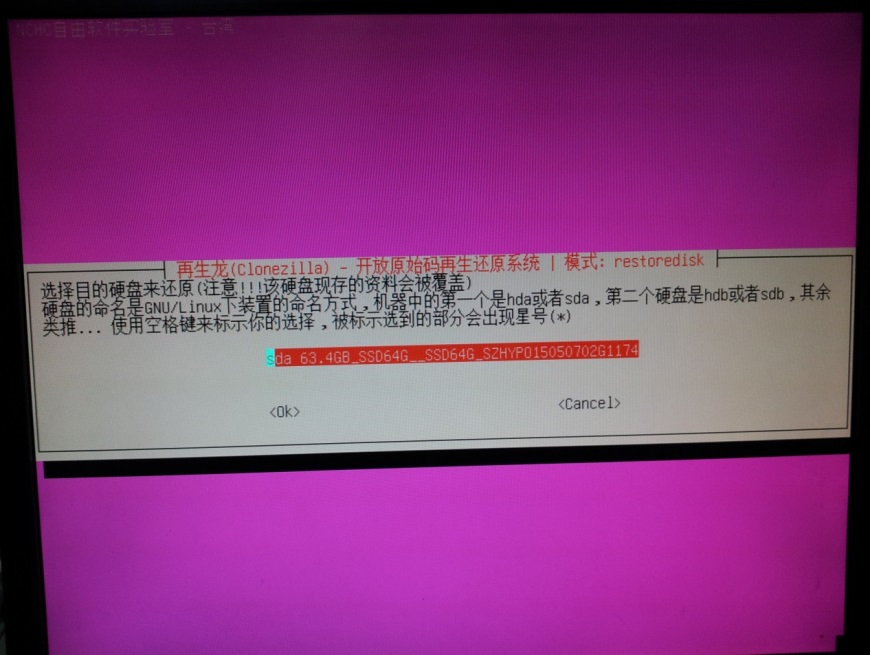 NCHC自由软件实验室 - 台湾
再生龙(Clonezilla) - 开放原始码再生还原系统 | 模式: restoredisk
选择目的硬盘来还原(注意!!!该硬盘现存的资料会被覆盖)
硬盘的命名是GNU/Linux下装置的命名方式,机器中的第一个是hda或者sda,第二个硬盘是hdb或者sdb,其余
类推... 使用空格键来标示你的选择,被标示选到的部分会出现星号(*)
sda 63.4GB_SSD64G__SSD64G_SZHYP015050702G1174
<Ok> <Cancel>